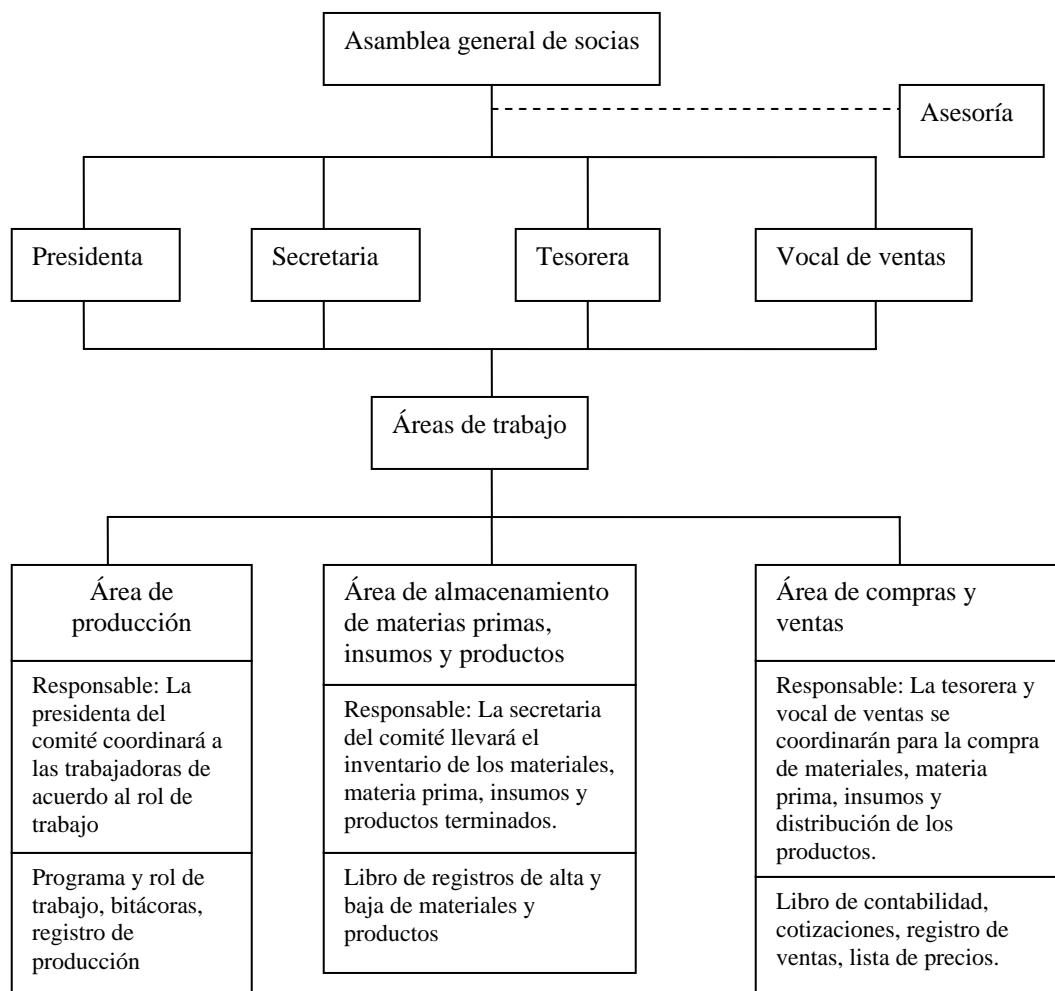 Asamblea general de socias
Asesoría
Presidenta
Secretaria
Tesorera
Vocal de ventas
Áreas de trabajo
Área de
producción
Responsable: La
presidenta del
comité coordinará a
las trabajadoras de
acuerdo al rol de
trabajo
Programa y rol de
trabajo, bitácoras,
registro de
producción
Área de almacenamiento
de materias primas,
insumos y productos
Responsable: La secretaria
del comité llevará el
inventario de los materiales,
materia prima, insumos y
productos terminados.
Libro de registros de alta y
baja de materiales y
productos
Área de compras y
ventas
Responsable: La tesorera y
vocal de ventas se
coordinarán para la compra
de materiales, materia
prima, insumos y
distribución de los
productos.
Libro de contabilidad,
cotizaciones, registro de
ventas, lista de precios.